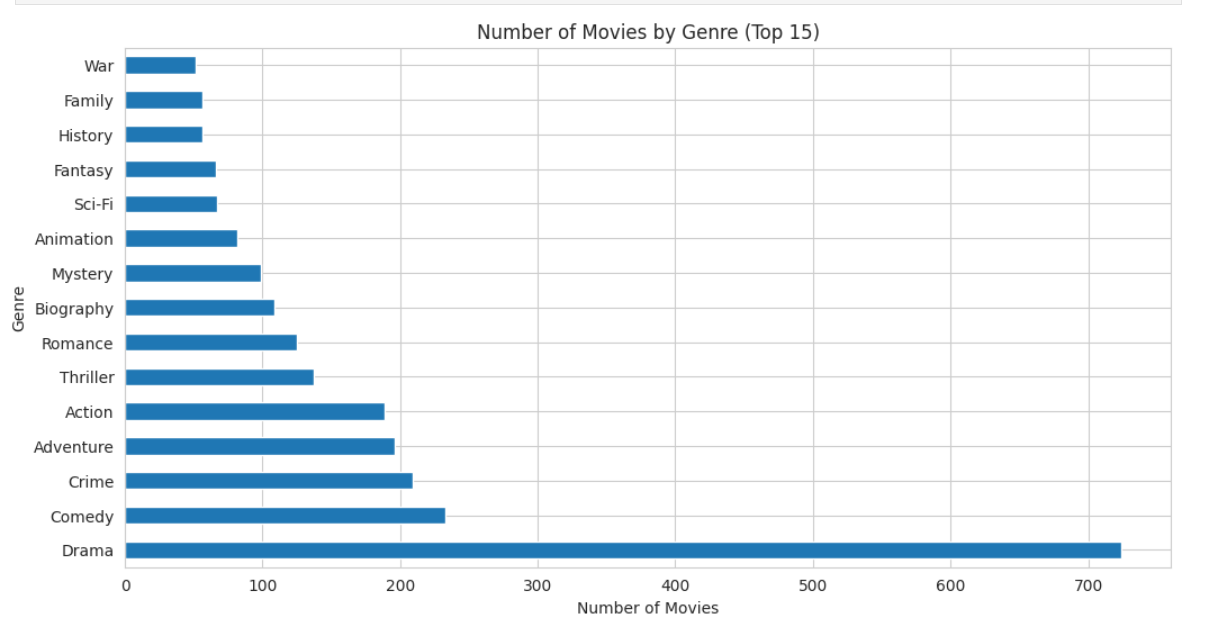 Number of Movies by Genre (Top 15)
War
Family
History
Fantasy
Sci-Fi
Animation
Mystery
Biography
Romance
Thriller
Action
Adventure
Crime
Comedy
Drama
Genre
0 100 200 300 400 500 600 700
Number of Movies